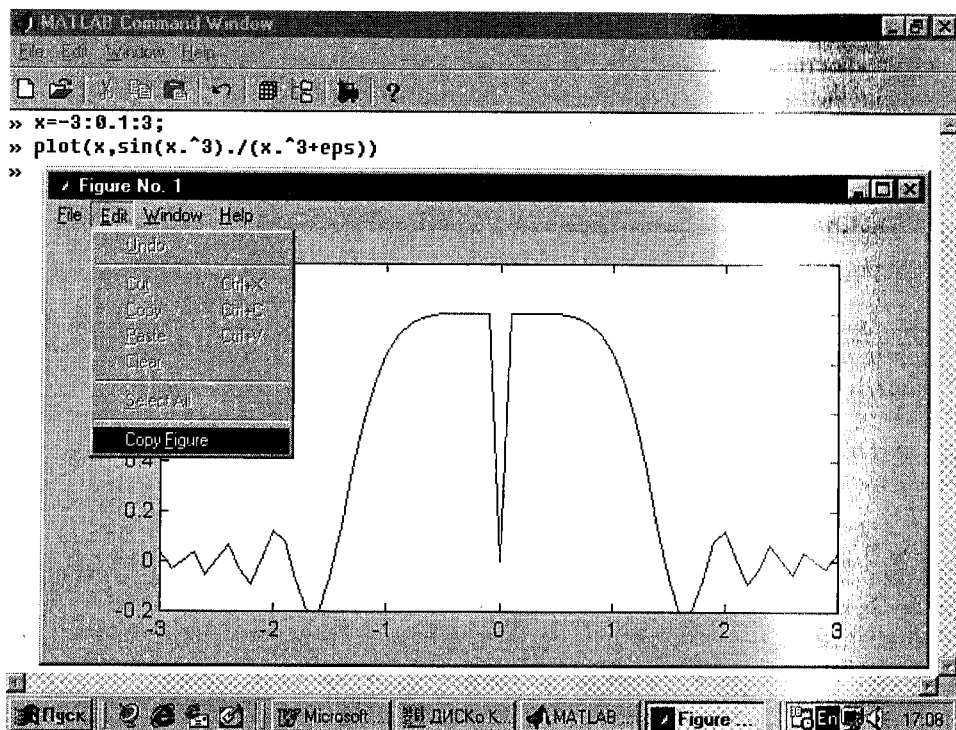 MATLAB Command Window
File Edit Window Help
?
» x=-3:0.1:3;
» plot(x,sin(x.^3)./(x.^3+eps))
»
Figure No. 1
File Edit Window Help
Undo
Cut Ctrl+X
Copy Ctrl+C
Paste Ctrl+V
Clear
Select All
Copy Figure
0.4
0.2
0
-0.2
-3 -2 -1 0 1 2 3
Пуск Microsoft ... ДИСКо К... MATLAB ... Figure ... En 17:08